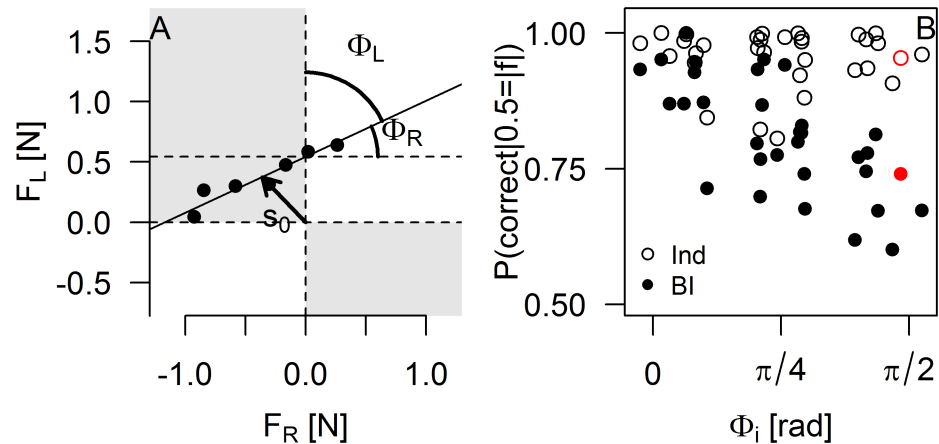 A
1.5
1.0
0.5
0.0
-0.5
F_L [N]
Φ_L
Φ_R
s_0
-1.0
0.0
1.0
F_R [N]
B
1.00
0.75
0.50
P(correct|0.5=|f|)
Ind
BI
0
π/4
π/2
Φ_i [rad]